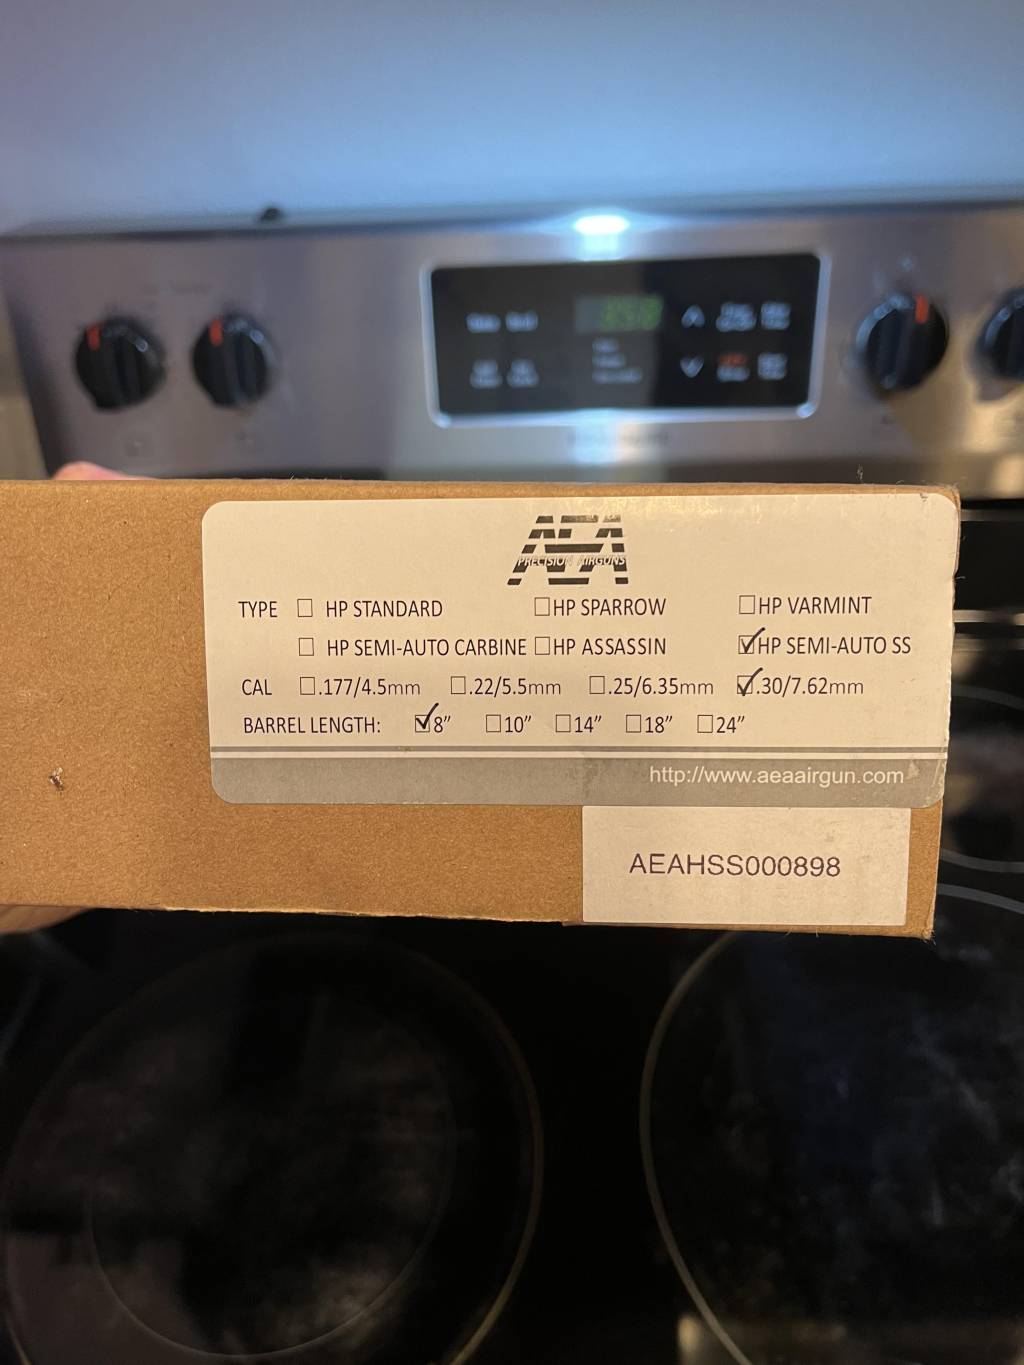 AEA
PRECISION AIRGUNS
TYPE ☐ HP STANDARD ☐HP SPARROW ☐HP VARMINT
☐ HP SEMI-AUTO CARBINE ☐HP ASSASSIN ☑HP SEMI-AUTO SS
CAL ☐.177/4.5mm ☐.22/5.5mm ☐.25/6.35mm ☑.30/7.62mm
BARREL LENGTH: ☑8” ☐10” ☐14” ☐18” ☐24”
http://www.aeaairgun.com
AEAHSS000898